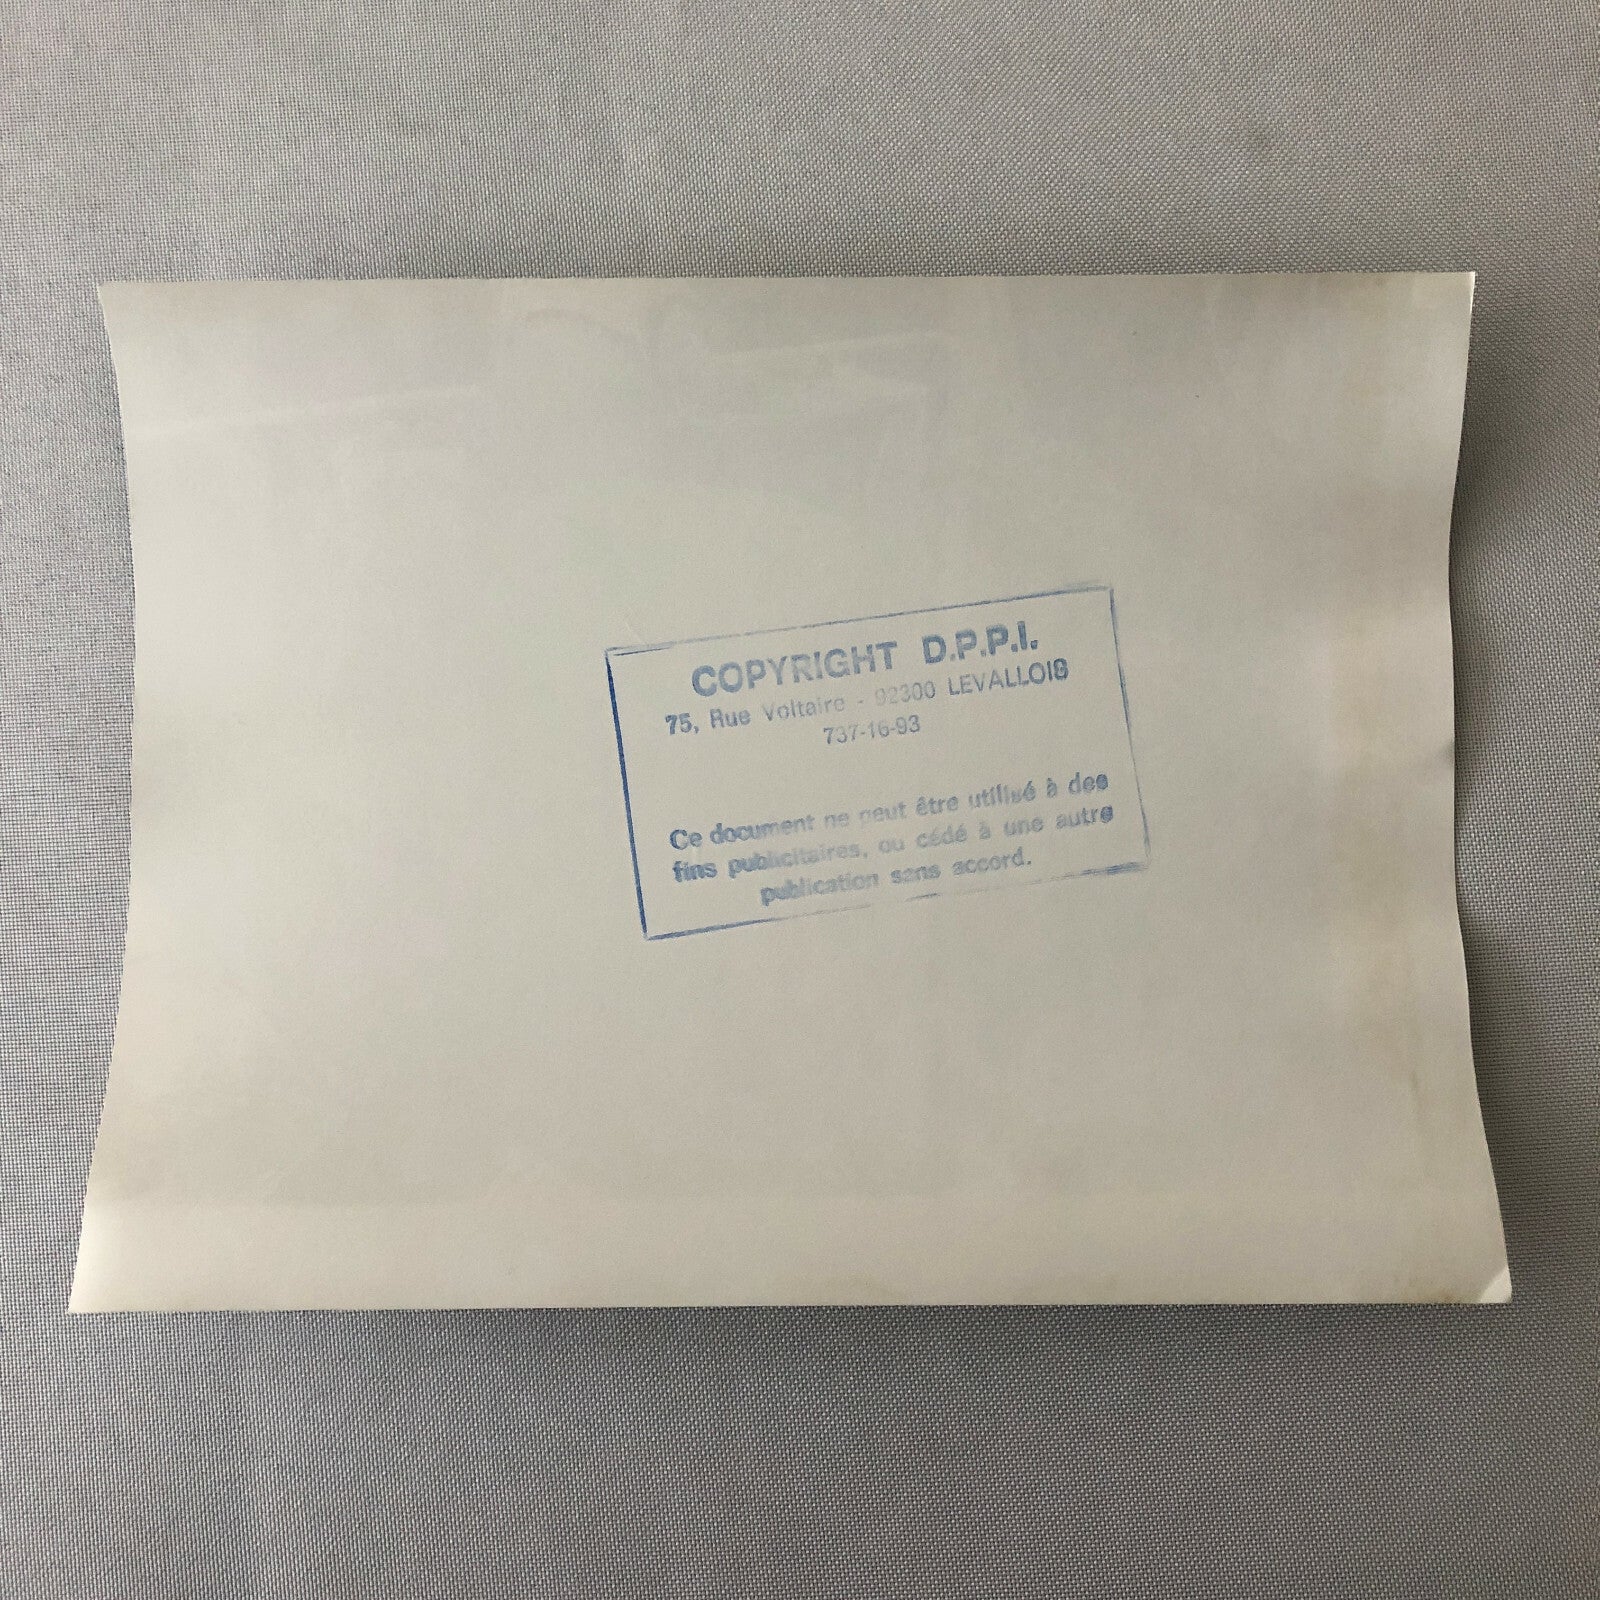 COPYRIGHT D.P.P.I.
75, Rue Voltaire - 92300 LEVALLOIS
737-16-93
Ce document ne peut être utilisé à des
fins publicitaires, ou cédé à une autre
publication sans accord.